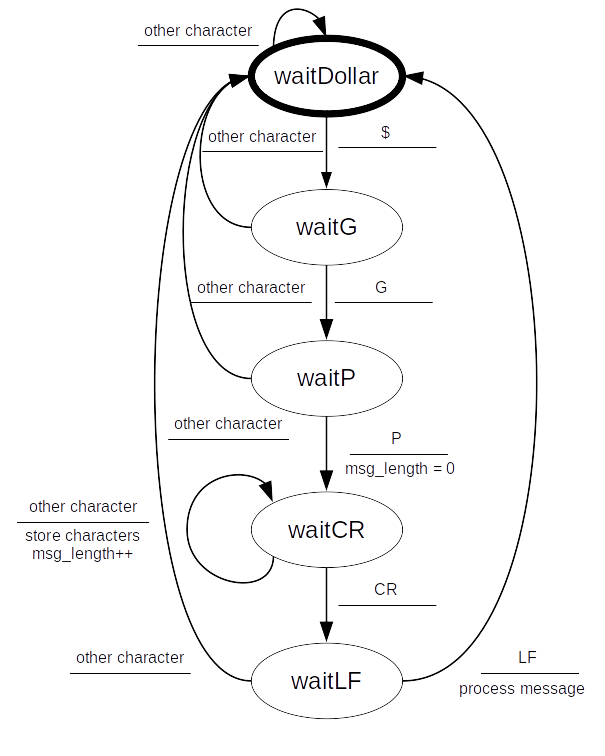 other character
waitDollar
other character
$
waitG
other character
G
waitP
other character
P
msg_length = 0
other character
store characters
msg_length++
waitCR
CR
other character
waitLF
LF
process message